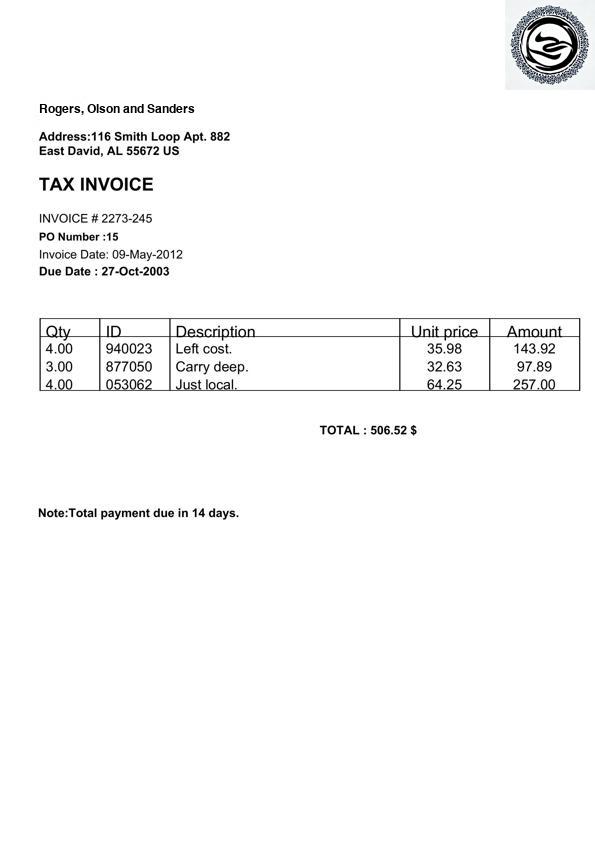 Rogers, Olson and Sanders
Address:116 Smith Loop Apt. 882
East David, AL 55672 US
TAX INVOICE
INVOICE # 2273-245
PO Number :15
Invoice Date: 09-May-2012
Due Date : 27-Oct-2003
Qty ID Description Unit price Amount
4.00 940023 Left cost. 35.98 143.92
3.00 877050 Carry deep. 32.63 97.89
4.00 053062 Just local. 64.25 257.00
TOTAL : 506.52 $
Note:Total payment due in 14 days.